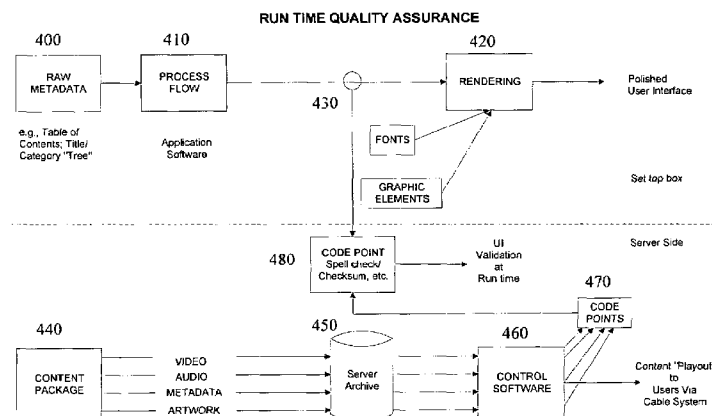 RUN TIME QUALITY ASSURANCE
400
410
420
RAW
METADATA
PROCESS
FLOW
RENDERING
Polished
User Interface
430
e.g., Table of
Contents; Title/
Category "Tree"
Application
Software
FONTS
GRAPHIC
ELEMENTS
Set top box
Server Side
480
CODE POINT
Spell check/
Checksum, etc.
UI
Validation
at
Run time
470
CODE
POINTS
440
450
460
CONTENT
PACKAGE
VIDEO
AUDIO
METADATA
ARTWORK
Server
Archive
CONTROL
SOFTWARE
Content "Playout
to
Users Via
Cable System